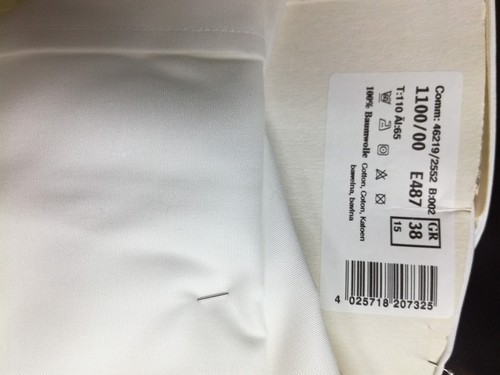 Comm: 46219/2552 B:002
1100/00 E487
GR
38
15
T:110 Äl:65
100% Baumwolle Cotton, Coton, Katoen
bawełna, bavlna
4 025718 207325